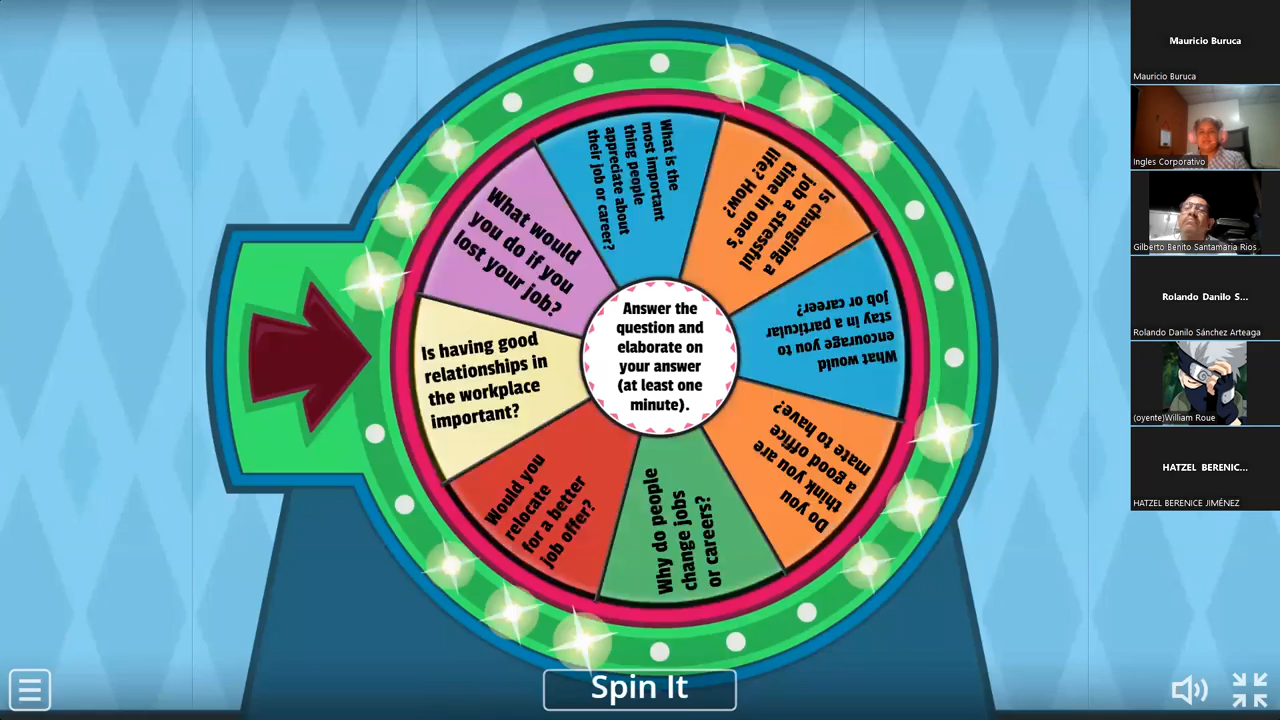 What is the
most important
thing people
appreciate about
their job or career?
Is changing a
job a stressful
time in one's
life? How?
What would
encourage you to
stay in a particular
job or career?
Do you
think you are
a good office
mate to have?
Why do people
change jobs
or careers?
Would you
relocate
for a better
job offer?
Is having good
relationships in
the workplace
important?
What would
you do if you
lost your job?
Answer the
question and
elaborate on
your answer
(at least one
minute).
Spin It
Mauricio Buruca
Mauricio Buruca
Ingles Corporativo
Gilberto Benito Santamaria Rios
Rolando Danilo S...
Rolando Danilo Sánchez Arteaga
(oyente)William Roue
HATZEL BERENIC...
HATZEL BERENICE JIMÉNEZ